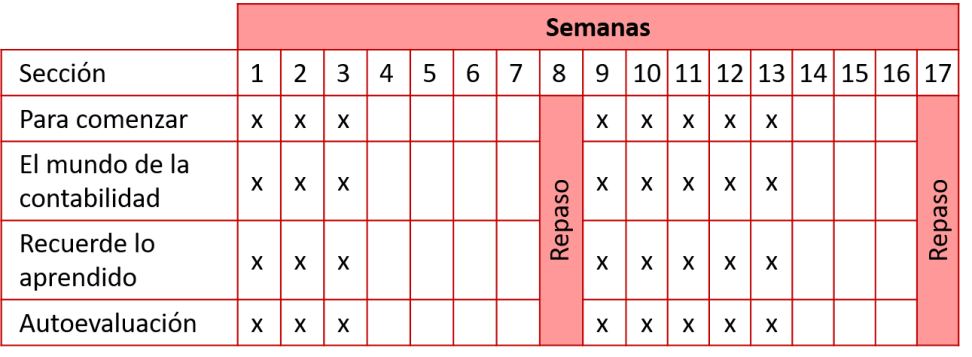 Semanas
Sección 1 2 3 4 5 6 7 8 9 10 11 12 13 14 15 16 17
Para comenzar x x x x x x x x
El mundo de la
contabilidad x x x x x x x x
Recuerde lo
aprendido x x x x x x x x
Autoevaluación x x x x x x x x
Repaso
Repaso